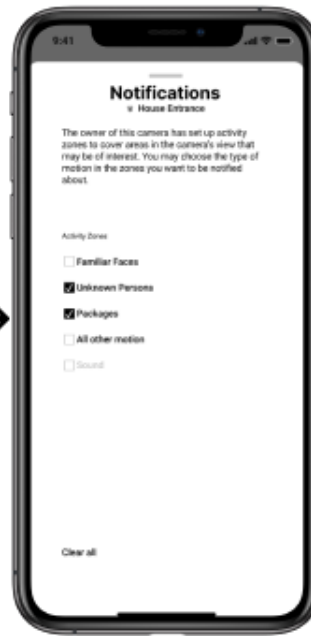 9:41
Notifications
House Entrance
The owner of this camera has set up activity
zones to cover areas in the camera's view that
may be of interest. You may choose the type of
motion in the zones you want to be notified
about.
Activity Zones
Familiar Faces
Unknown Persons
Packages
All other motion
Sound
Clear all